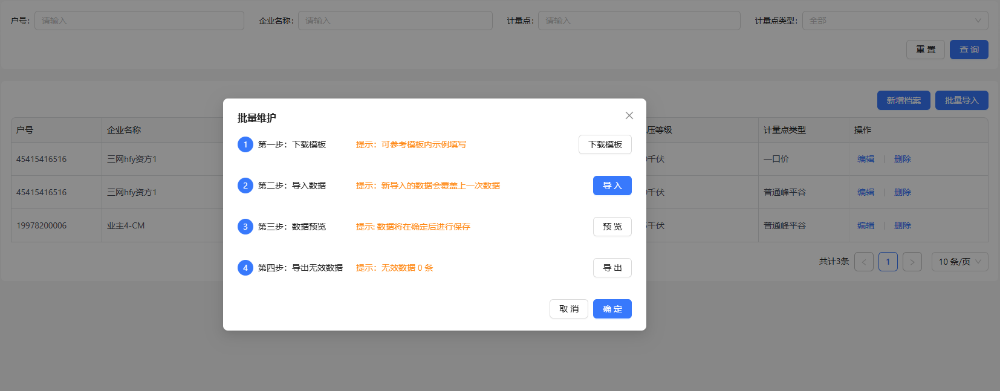 户号： 请输入 企业名称： 请输入 计量点： 请输入 计量点类型： 全部
重 置 查 询
新增档案 批量导入
户号 企业名称 压等级 计量点类型 操作
45415416516 三网hfy资方1 千伏 一口价 编辑 删除
45415416516 三网hfy资方1 千伏 普通峰平谷 编辑 删除
19978200006 业主4-CM 千伏 普通峰平谷 编辑 删除
共计3条 < 1 > 10 条/页
批量维护
1 第一步：下载模板 提示：可参考模板内示例填写 下载模板
2 第二步：导入数据 提示：新导入的数据会覆盖上一次数据 导 入
3 第三步：数据预览 提示: 数据将在确定后进行保存 预 览
4 第四步：导出无效数据 提示：无效数据 0 条 导 出
取 消 确 定